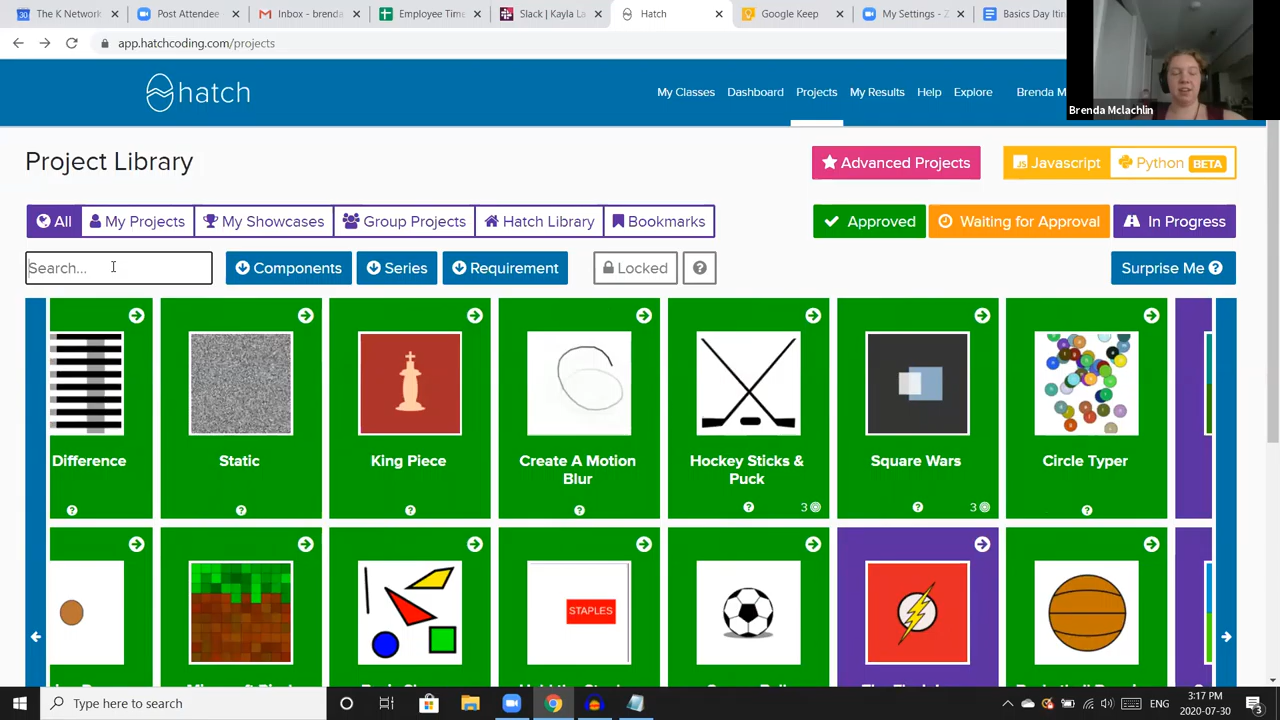 The K Network
Post Attendee
Inbox - brenda
Employee Time
Slack | Kayla La
Hatch
Google Keep
My Settings - Z
Basics Day Itin
app.hatchcoding.com/projects
hatch
My Classes
Dashboard
Projects
My Results
Help
Explore
Brenda M
Brenda Mclachlin
Project Library
Advanced Projects
JS Javascript
Python BETA
All
My Projects
My Showcases
Group Projects
Hatch Library
Bookmarks
Approved
Waiting for Approval
In Progress
Search...
Components
Series
Requirement
Locked
?
Surprise Me ?
Difference
Static
King Piece
Create A Motion
Blur
Hockey Sticks &
Puck
3
Square Wars
3
Circle Typer
STAPLES
Type here to search
ENG
3:17 PM
2020-07-30
3